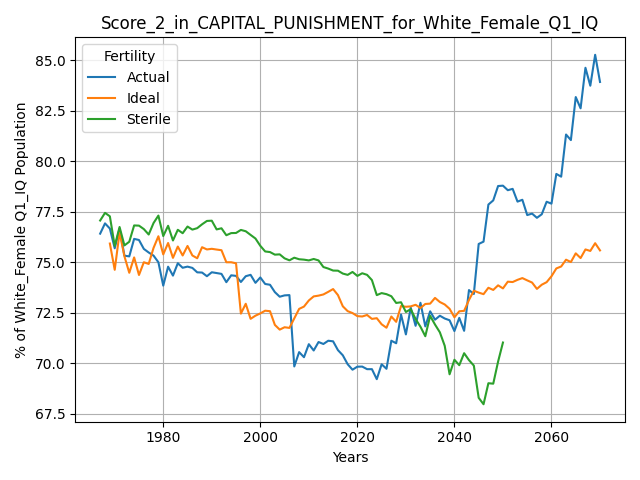 Score_2_in_CAPITAL_PUNISHMENT_for_White_Female_Q1_IQ
% of White_Female Q1_IQ Population
85.0
82.5
80.0
77.5
75.0
72.5
70.0
67.5
Fertility
Actual
Ideal
Sterile
1980
2000
2020
2040
2060
Years